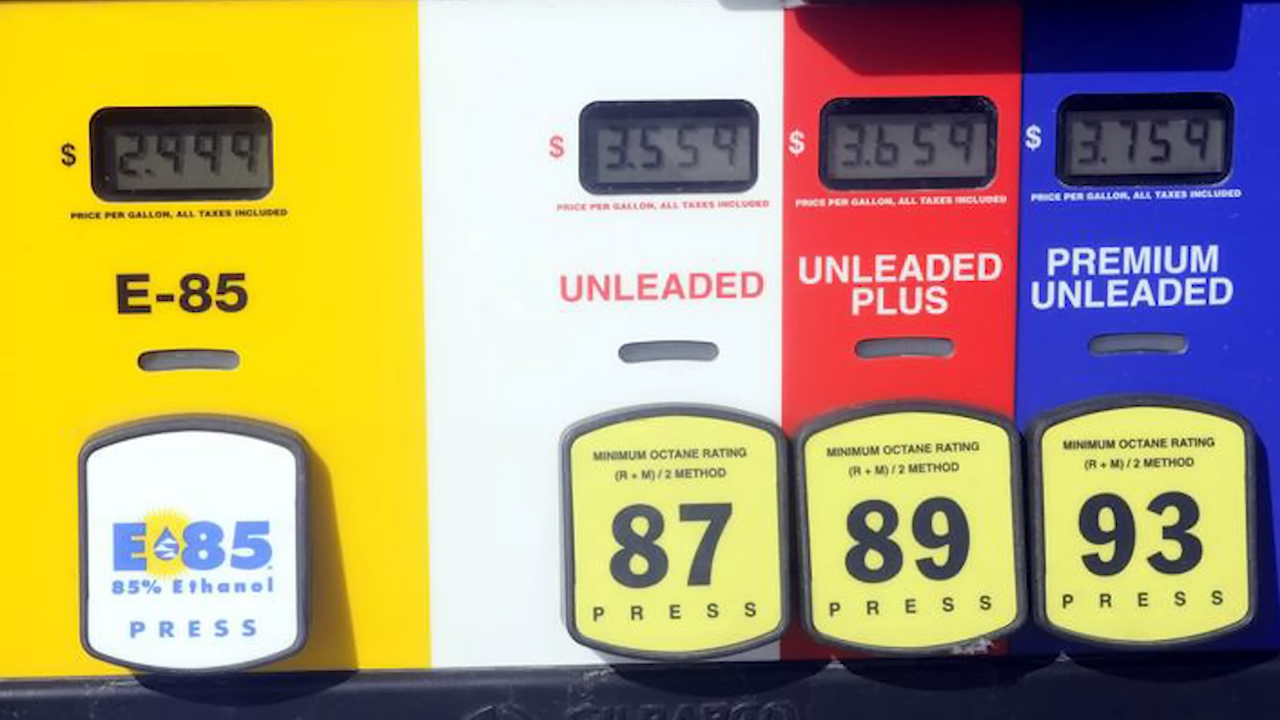 $ 2.999
PRICE PER GALLON, ALL TAXES INCLUDED
E-85
E 85
85% Ethanol
PRESS
$ 3.559
PRICE PER GALLON, ALL TAXES INCLUDED
UNLEADED
MINIMUM OCTANE RATING
(R + M) / 2 METHOD
87
PRESS
$ 3.659
PRICE PER GALLON, ALL TAXES INCLUDED
UNLEADED
PLUS
MINIMUM OCTANE RATING
(R + M) / 2 METHOD
89
PRESS
$ 3.759
PRICE PER GALLON, ALL TAXES INCLUDED
PREMIUM
UNLEADED
MINIMUM OCTANE RATING
(R + M) / 2 METHOD
93
PRESS